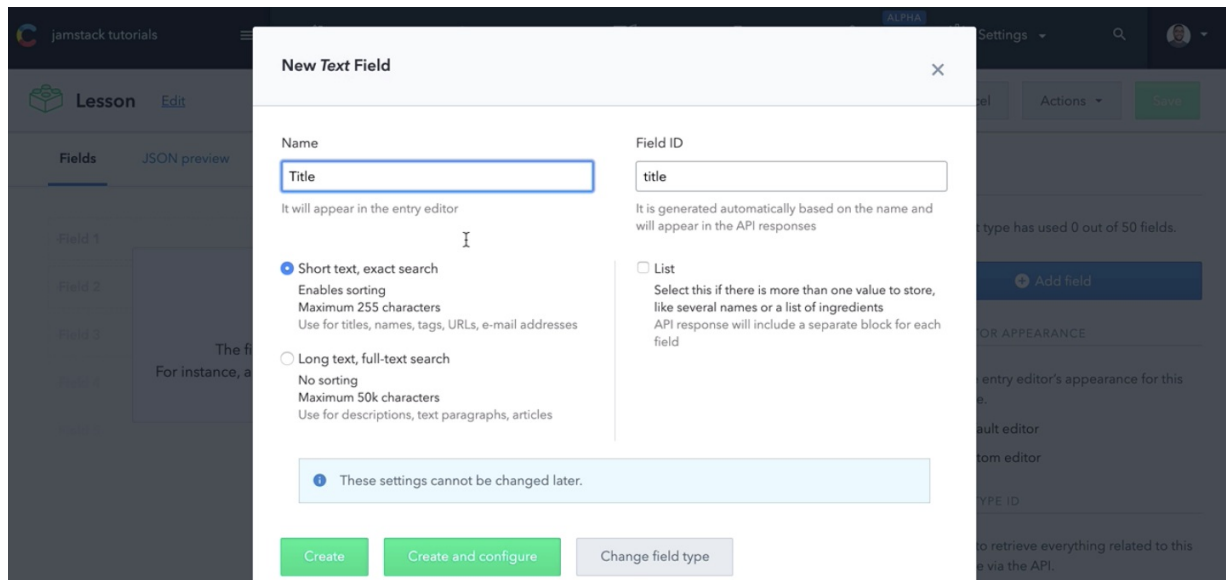 ALPHA
jamstack tutorials
Settings
New Text Field
Lesson Edit
Actions
Save
Name
Field ID
Fields
JSON preview
Title
title
It will appear in the entry editor
It is generated automatically based on the name and
will appear in the API responses
type has used 0 out of 50 fields.
Field 1
Short text, exact search
List
Enables sorting
Select this if there is more than one value to store,
Add field
Field 2
Maximum 255 characters
like several names or a list of ingredients
Use for titles, names, tags, URLs, e-mail addresses
API response will include a separate block for each
field
Field 3
APPEARANCE
The
Long text, full-text search
For instance, a
No sorting
entry editor's appearance for this
Maximum 50k characters
Use for descriptions, text paragraphs, articles
editor
editor
These settings cannot be changed later.
ID
Create
Create and configure
Change field type
to retrieve everything related to this
via the API.